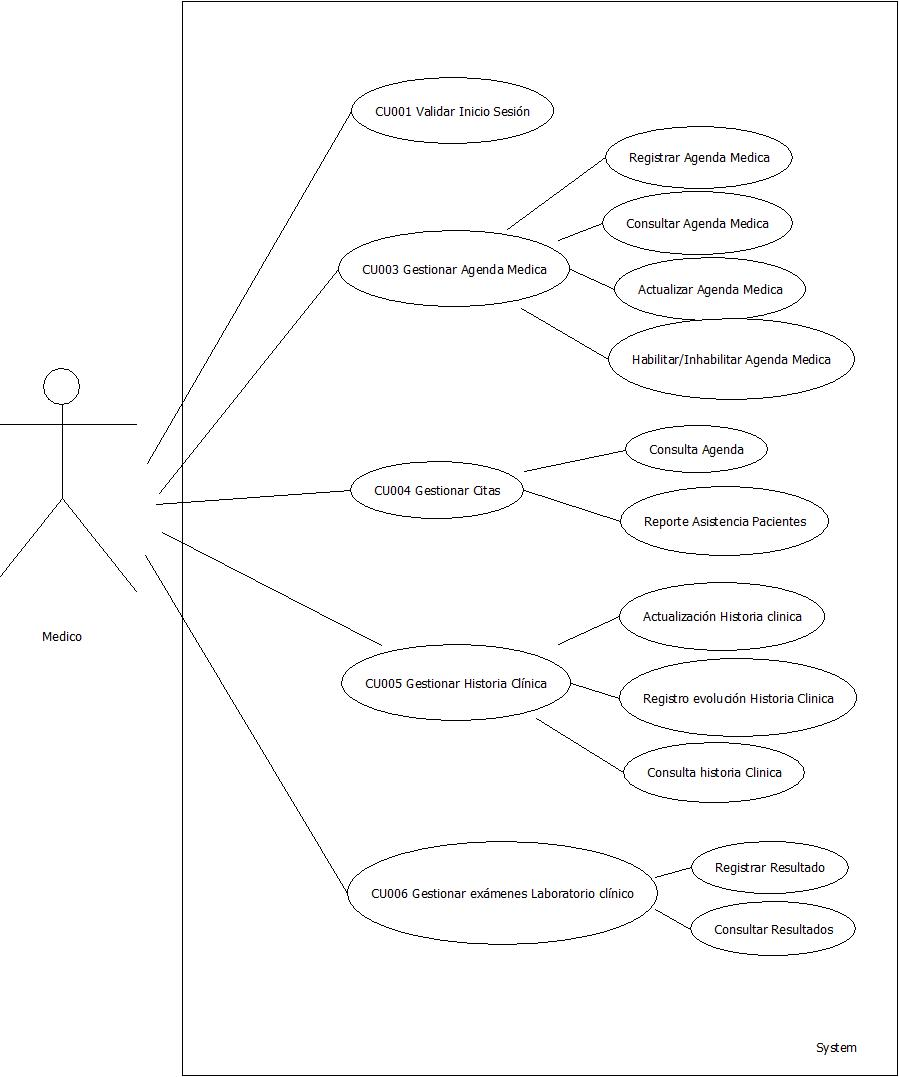 CU001 Validar Inicio Sesión
Registrar Agenda Medica
Consultar Agenda Medica
CU003 Gestionar Agenda Medica
Actualizar Agenda Medica
Habilitar/Inhabilitar Agenda Medica
Consulta Agenda
CU004 Gestionar Citas
Reporte Asistencia Pacientes
Actualización Historia clinica
Medico
CU005 Gestionar Historia Clínica
Registro evolución Historia Clinica
Consulta historia Clinica
Registrar Resultado
CU006 Gestionar exámenes Laboratorio clínico
Consultar Resultados
System